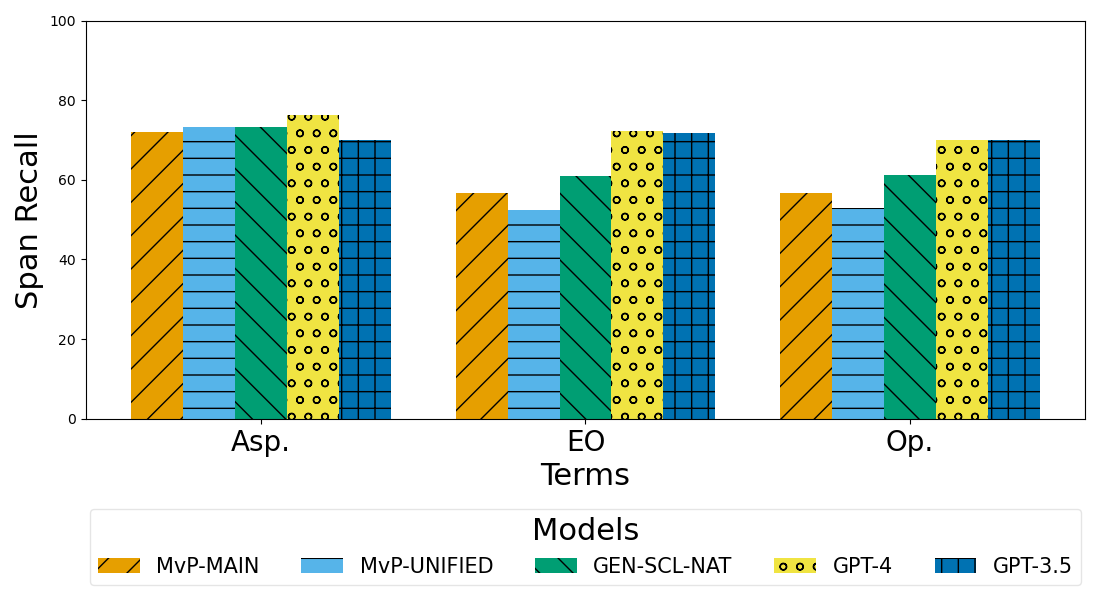 100
80
60
40
20
0
Span Recall
Asp. EO Op.
Terms
Models
MvP-MAIN MvP-UNIFIED GEN-SCL-NAT GPT-4 GPT-3.5